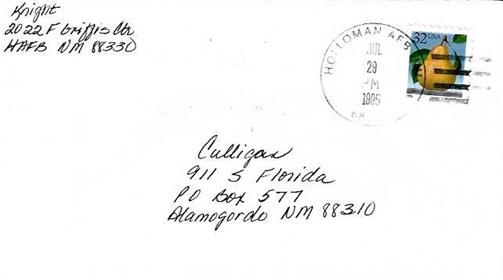 Knight
2022 F Griffis Ctr
HAFB NM 88330
HOLLOMAN AFB
JUL
29
PM
1995
32 USA
Culligan
911 S Florida
PO Box 577
Alamogordo NM 88310